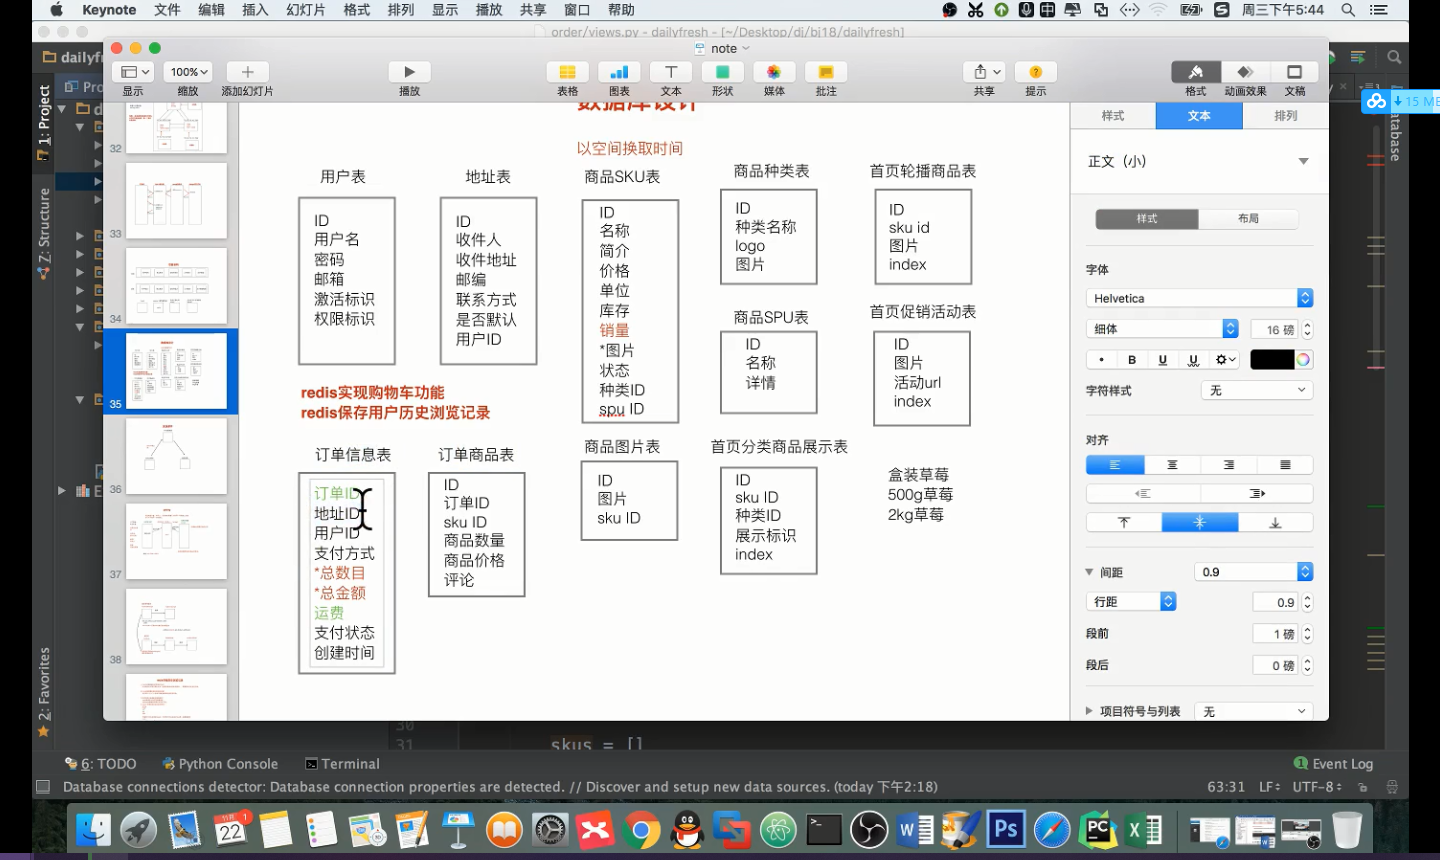 Keynote 文件 编辑 插入 幻灯片 格式 排列 显示 播放 共享 窗口 帮助 周三下午5:44
order/views.py - dailyfresh - [~/Desktop/dj/bj18/dailyfresh]
note
100%
显示 缩放 添加幻灯片 播放 表格 图表 文本 形状 媒体 批注 共享 提示 格式 动画效果 文稿
dailyf
Pro
1: Project
7: Structure
2: Favorites
Database
15 M
32
33
34
35
36
37
38
数据库设计
以空间换取时间
用户表
ID
用户名
密码
邮箱
激活标识
权限标识
地址表
ID
收件人
收件地址
邮编
联系方式
是否默认
用户ID
商品SKU表
ID
名称
简介
价格
单位
库存
销量
*图片
状态
种类ID
spu ID
商品种类表
ID
种类名称
logo
图片
首页轮播商品表
ID
sku id
图片
index
商品SPU表
ID
名称
详情
首页促销活动表
ID
图片
活动url
index
redis实现购物车功能
redis保存用户历史浏览记录
订单信息表
订单ID
地址ID
用户ID
支付方式
*总数目
*总金额
运费
支付状态
创建时间
订单商品表
ID
订单ID
sku ID
商品数量
商品价格
评论
商品图片表
ID
图片
sku ID
首页分类商品展示表
ID
sku ID
种类ID
展示标识
index
盒装草莓
500g草莓
2kg草莓
样式 文本 排列
正文（小）
样式 布局
字体
Helvetica
细体 16 磅
B U U
字符样式 无
对齐
间距 0.9
行距 0.9
段前 1 磅
段后 0 磅
项目符号与列表 无
30
31 skus = []
6: TODO Python Console Terminal 1 Event Log
Database connections detector: Database connection properties are detected. // Discover and setup new data sources. (today 下午2:18) 63:31 LF UTF-8
22
1
Ps
PC